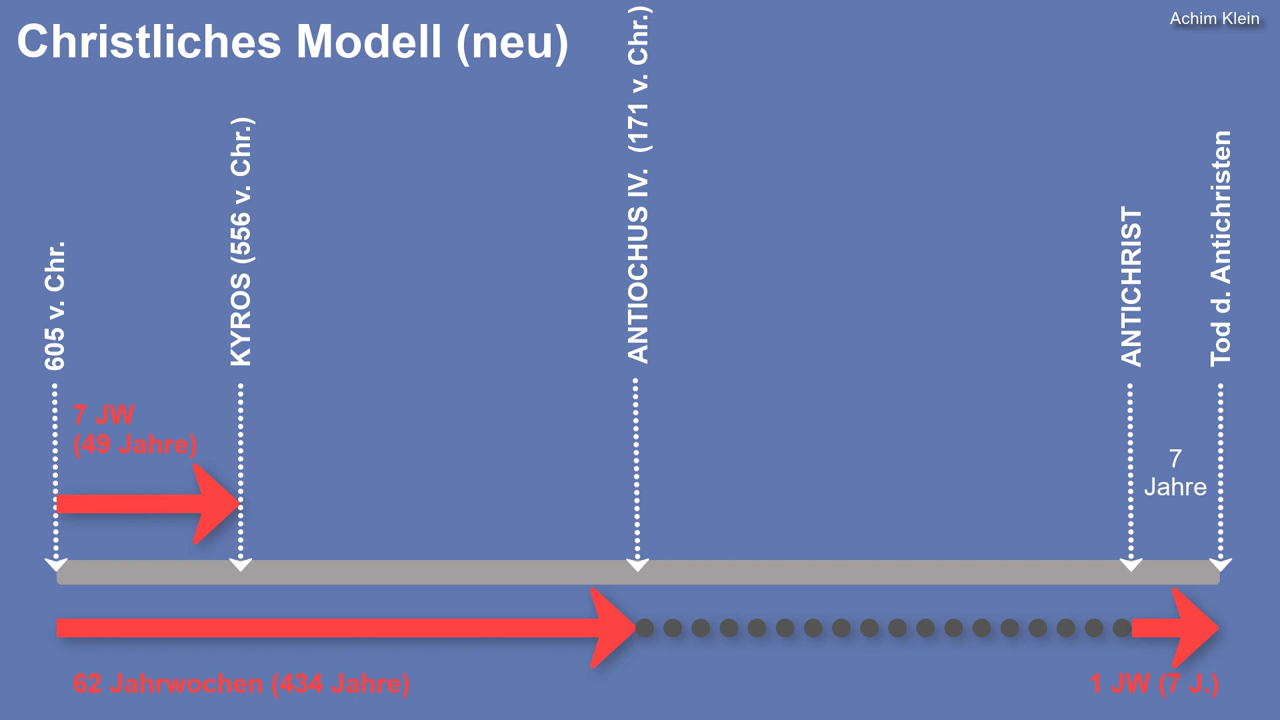 Christliches Modell (neu)
Achim Klein
605 v. Chr.
KYROS (556 v. Chr.)
ANTIOCHUS IV. (171 v. Chr.)
ANTICHRIST
Tod d. Antichristen
7 JW
(49 Jahre)
7
Jahre
62 Jahrwochen (434 Jahre)
1 JW (7 J.)